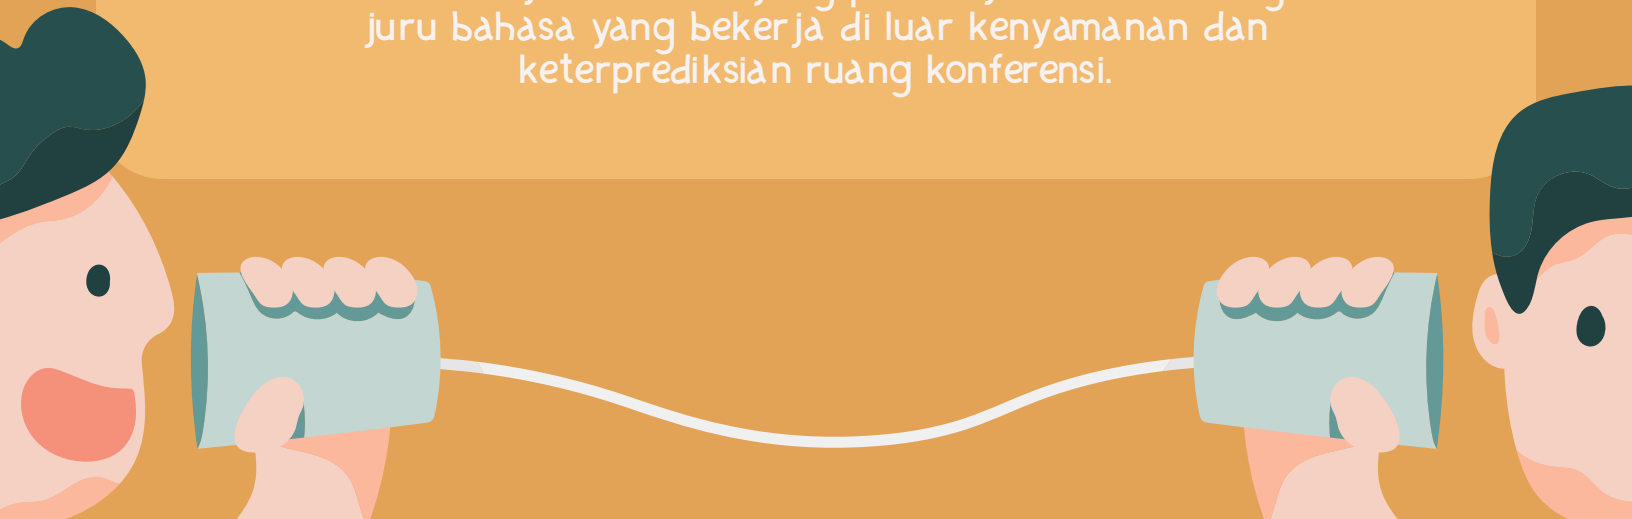 juru bahasa yang bekerja di luar kenyamanan dan
keterprediksian ruang konferensi.